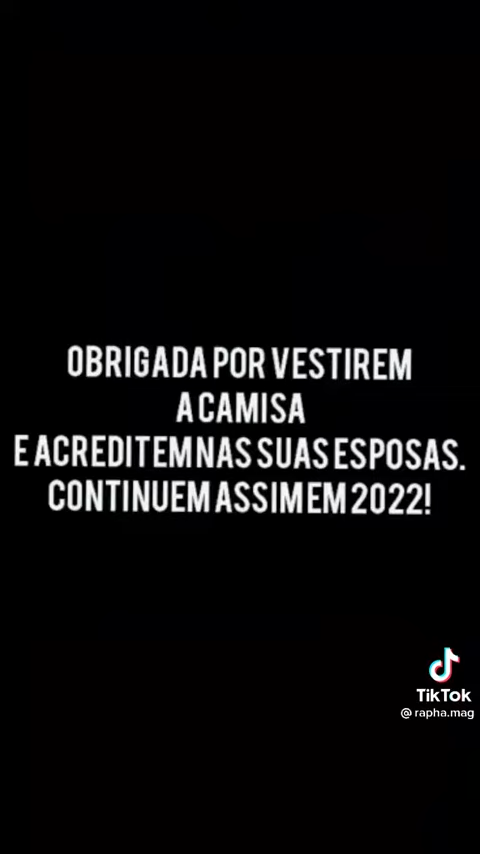 OBRIGADA POR VESTIREM
A CAMISA
E ACREDITEM NAS SUAS ESPOSAS.
CONTINUEM ASSIM EM 2022!
TikTok
@rapha.mag